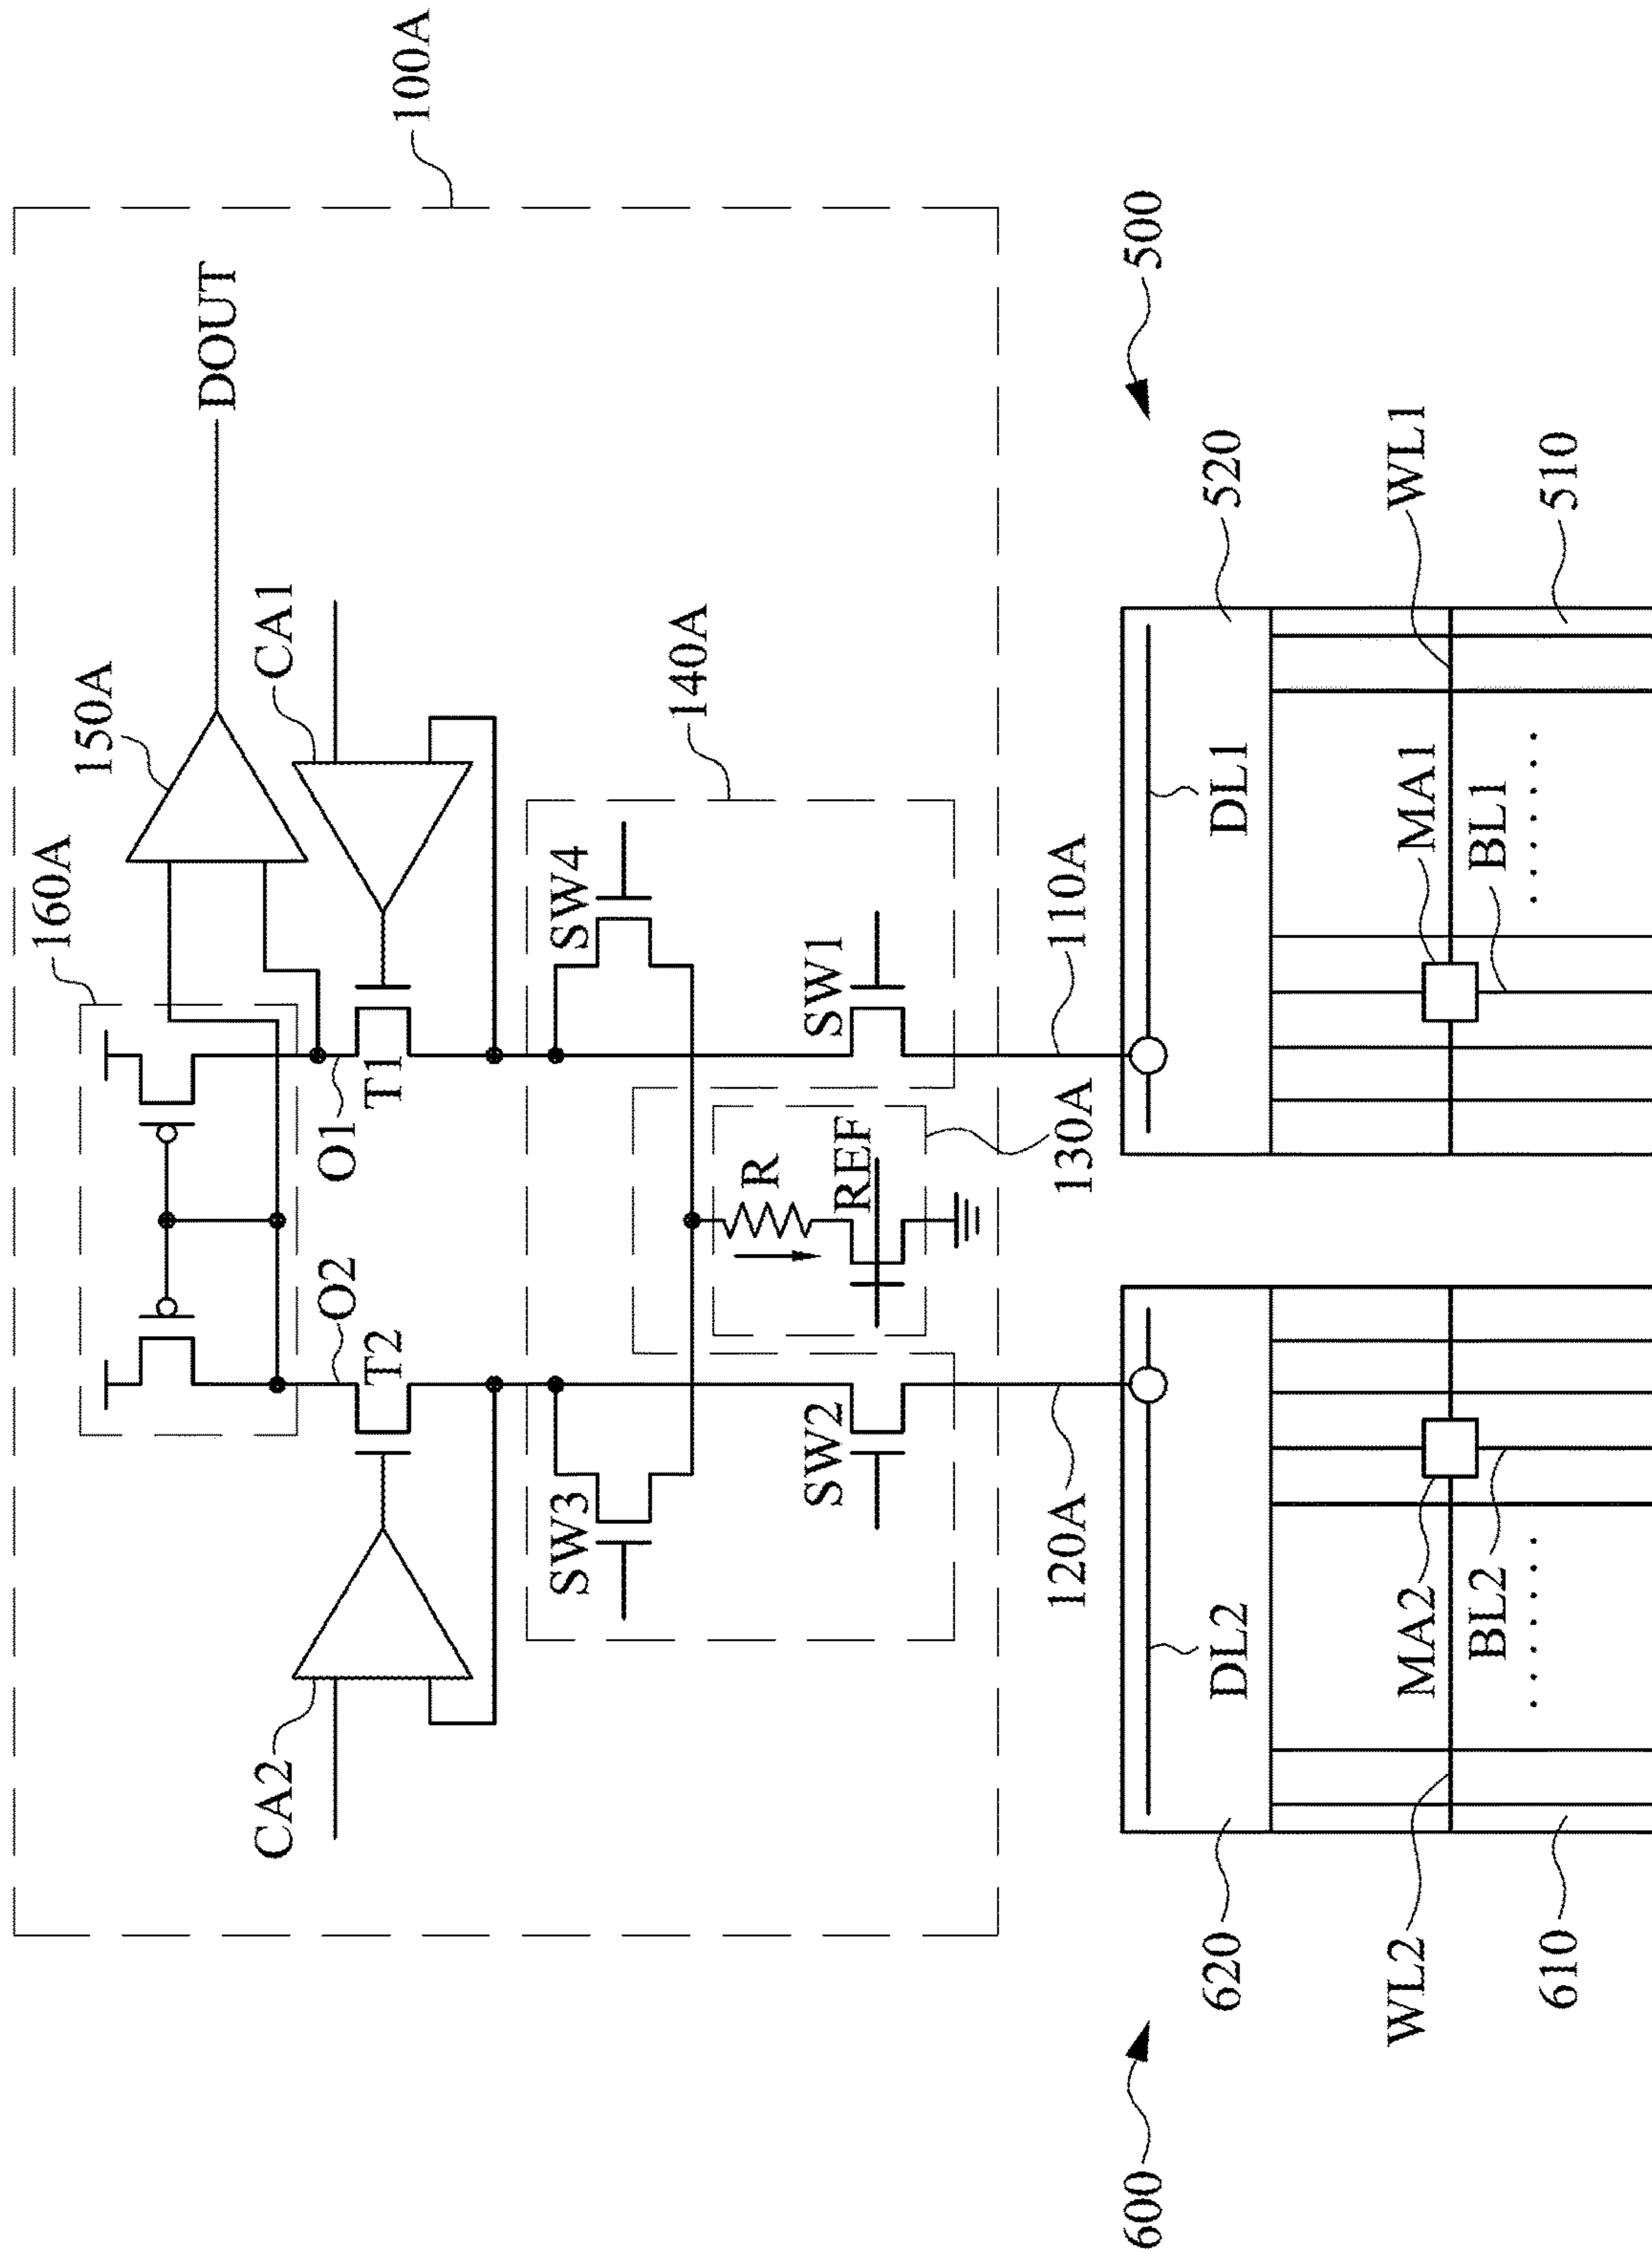 100A
DOUT
150A
CA1
160A
140A
SW4
O1
T1
O2
T2
CA2
SW3
R
REF
SW1
SW2
130A
110A
120A
500
520
DL1
WL1
MA1
BL1
510
. . . . . . .
600
620
DL2
WL2
MA2
BL2
610
. . . . . . .